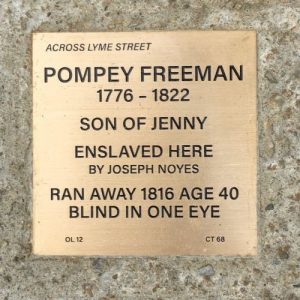 ACROSS LYME STREET
POMPEY FREEMAN
1776 – 1822
SON OF JENNY
ENSLAVED HERE
BY JOSEPH NOYES
RAN AWAY 1816 AGE 40
BLIND IN ONE EYE
OL 12 CT 68